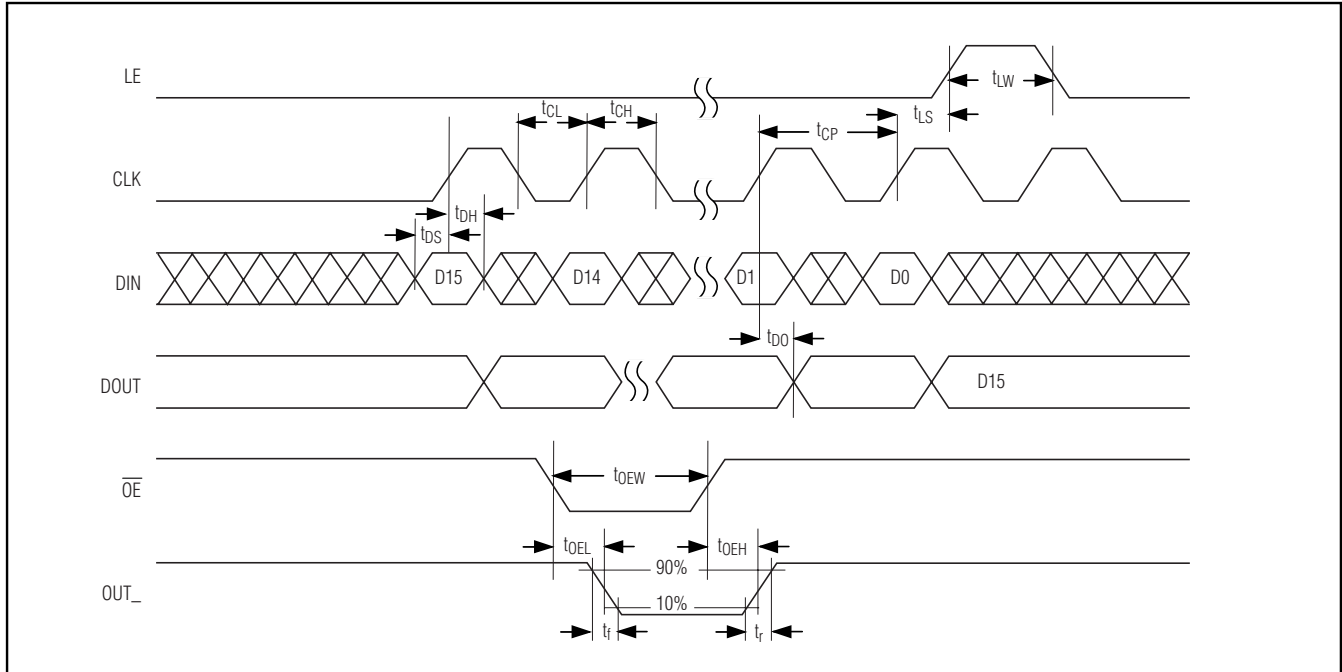 LE
tLW
tCL
tCH
tLS
tCP
CLK
tDH
tDS
DIN
D15
D14
D1
D0
tDO
DOUT
D15
OE
tOEW
tOEL
tOEH
90%
OUT_
10%
tf
tr